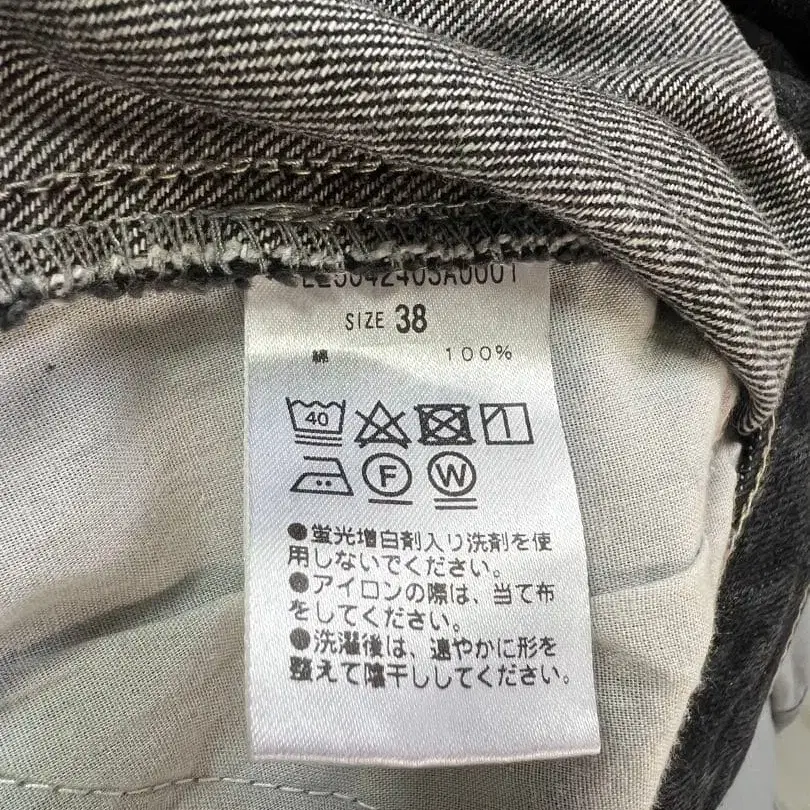 SIZE 38
綿 100%
40
F W
●蛍光増白剤入り洗剤を使
用しないでください。
●アイロンの際は、当て布
をしてください。
●洗濯後は、速やかに形を
整えて陰干ししてください。